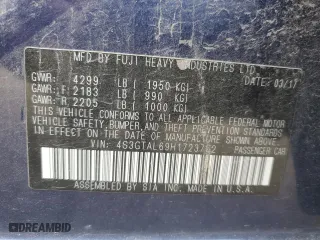 MFD BY FUJI HEAVY INDUSTRIES LTD. DATE: 03/17
GVWR: 4299 LB ( 1950 KG)
GAWR: F: 2183 LB ( 990 KG)
GAWR: R 2205 LB ( 1000 KG)
THIS VEHICLE CONFORMS TO ALL APPLICABLE FEDERAL MOTOR
VEHICLE SAFETY, BUMPER, AND THEFT PREVENTION STANDARDS
IN EFFECT ON THE DATE OF MANUFACTURE SHOWN ABOVE.
VIN: PASSENGER CAR
ASSEMBLED BY SIA INC. MADE IN U.S.A.